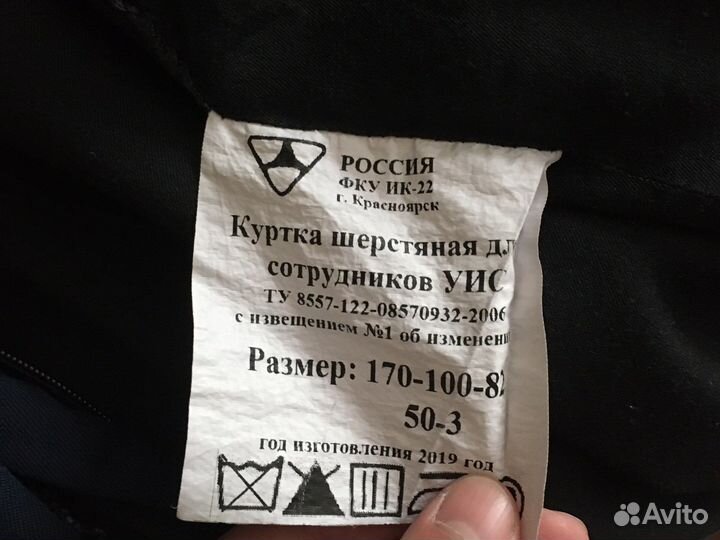 РОССИЯ
ФКУ ИК-22
г. Красноярск
Куртка шерстяная дл
сотрудников УИС
ТУ 8557-122-08570932-2006
с извещением №1 об изменени
Размер: 170-100-82
50-3
год изготовления 2019 год
Avito